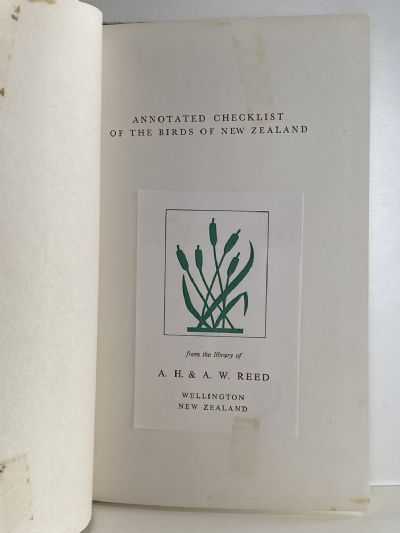 ANNOTATED CHECKLIST
OF THE BIRDS OF NEW ZEALAND
from the library of
A. H. & A. W. REED
WELLINGTON
NEW ZEALAND